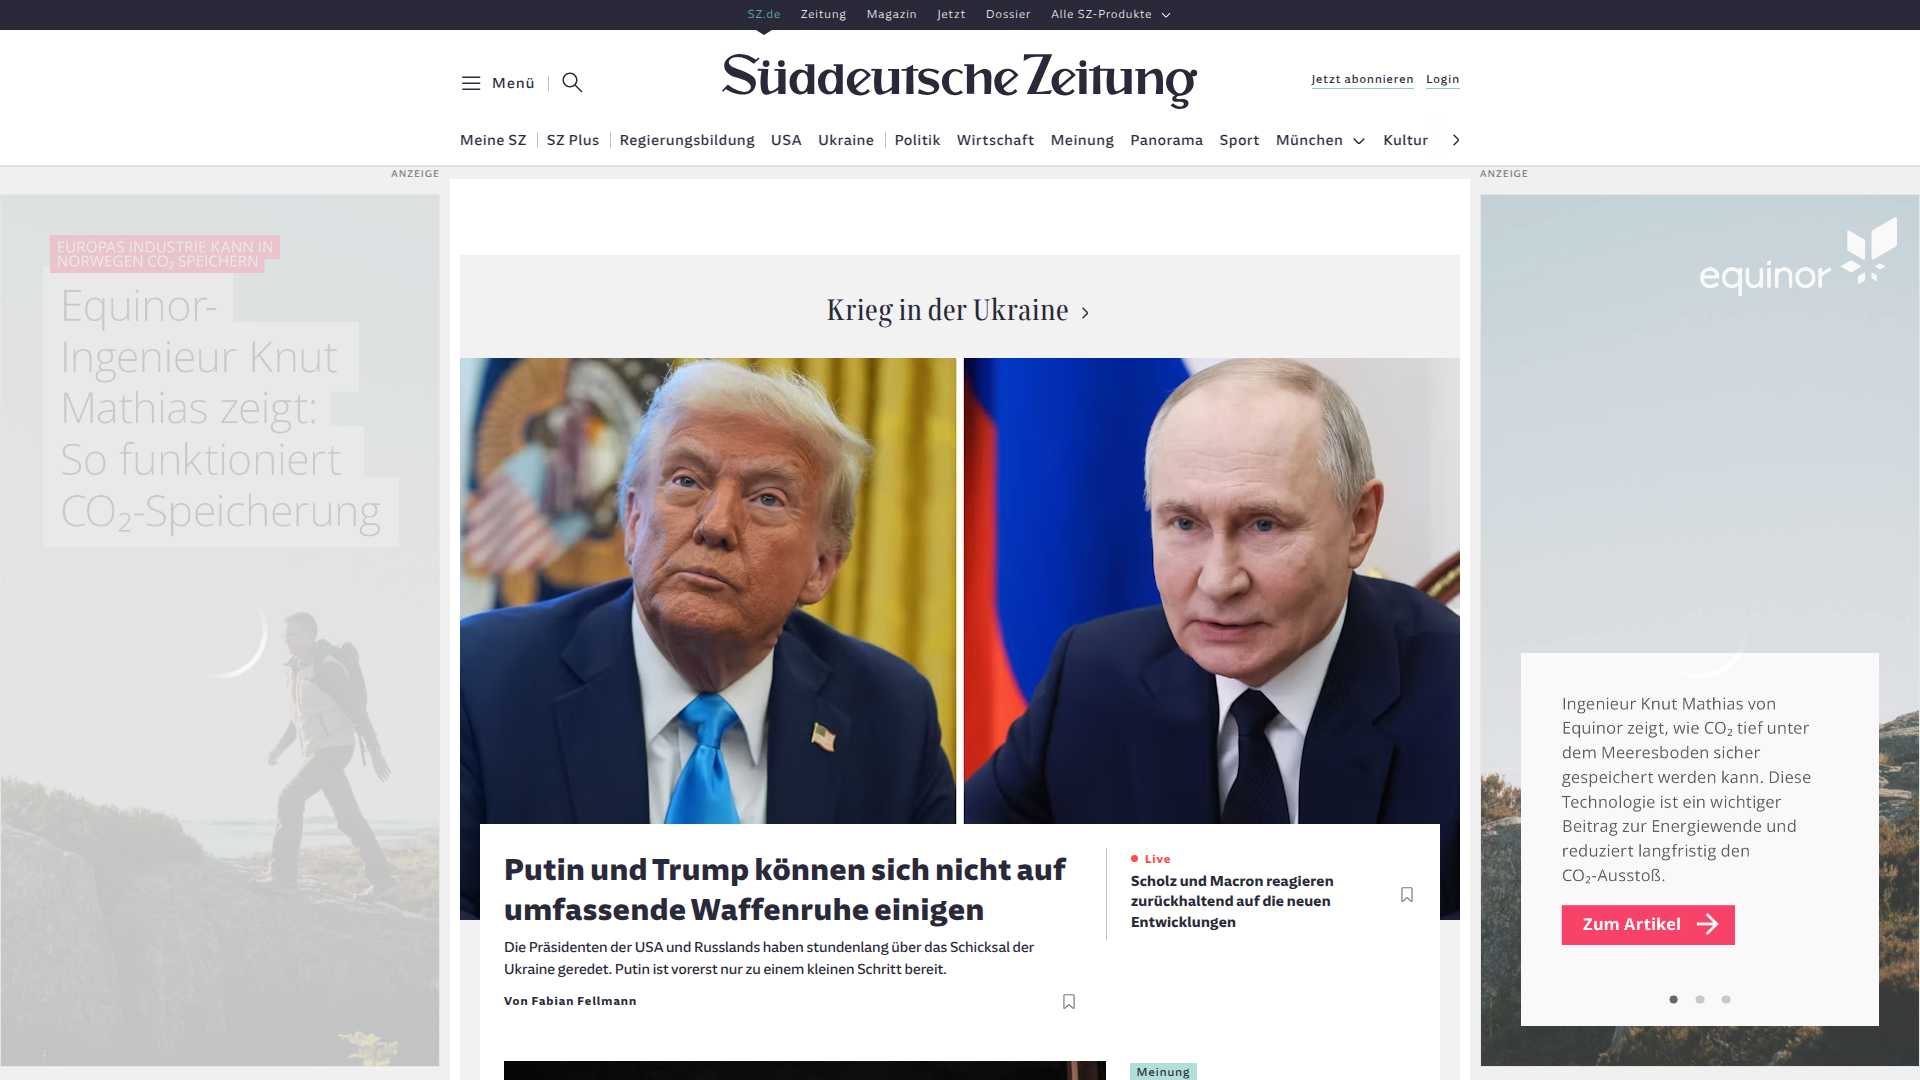 SZ.de Zeitung Magazin Jetzt Dossier Alle SZ-Produkte
Menü
Süddeutsche Zeitung
Jetzt abonnieren Login
Meine SZ SZ Plus Regierungsbildung USA Ukraine Politik Wirtschaft Meinung Panorama Sport München Kultur
ANZEIGE
EUROPAS INDUSTRIE KANN IN
NORWEGEN CO₂ SPEICHERN
Equinor-
Ingenieur Knut
Mathias zeigt:
So funktioniert
CO₂-Speicherung
Krieg in der Ukraine
Putin und Trump können sich nicht auf
umfassende Waffenruhe einigen
Die Präsidenten der USA und Russlands haben stundenlang über das Schicksal der
Ukraine geredet. Putin ist vorerst nur zu einem kleinen Schritt bereit.
Von Fabian Fellmann
Live
Scholz und Macron reagieren
zurückhaltend auf die neuen
Entwicklungen
Meinung
ANZEIGE
equinor
Ingenieur Knut Mathias von
Equinor zeigt, wie CO₂ tief unter
dem Meeresboden sicher
gespeichert werden kann. Diese
Technologie ist ein wichtiger
Beitrag zur Energiewende und
reduziert langfristig den
CO₂-Ausstoß.
Zum Artikel